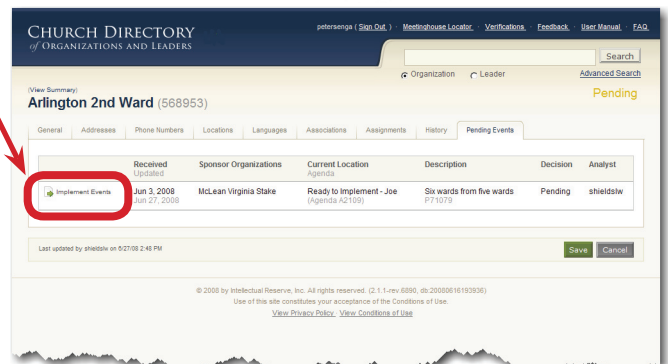 CHURCH DIRECTORY
of ORGANIZATIONS AND LEADERS
petersenga ( Sign Out ) · Meetinghouse Locator · Verifications · Feedback · User Manual · FAQ
Search
Organization Leader Advanced Search
(View Summary)
Arlington 2nd Ward (568953)
Pending
General Addresses Phone Numbers Locations Languages Associations Assignments History Pending Events
Received Sponsor Organizations Current Location Description Decision Analyst
Updated Agenda
Implement Events Jun 3, 2008 McLean Virginia Stake Ready to Implement - Joe Six wards from five wards Pending shieldslw
Jun 27, 2008 (Agenda A2109) P71079
Last updated by shieldslw on 6/27/08 2:48 PM
Save Cancel
© 2008 by Intellectual Reserve, Inc. All rights reserved. (2.1.1-rev.6890, db:20080616193936)
Use of this site constitutes your acceptance of the Conditions of Use.
View Privacy Policy View Conditions of Use